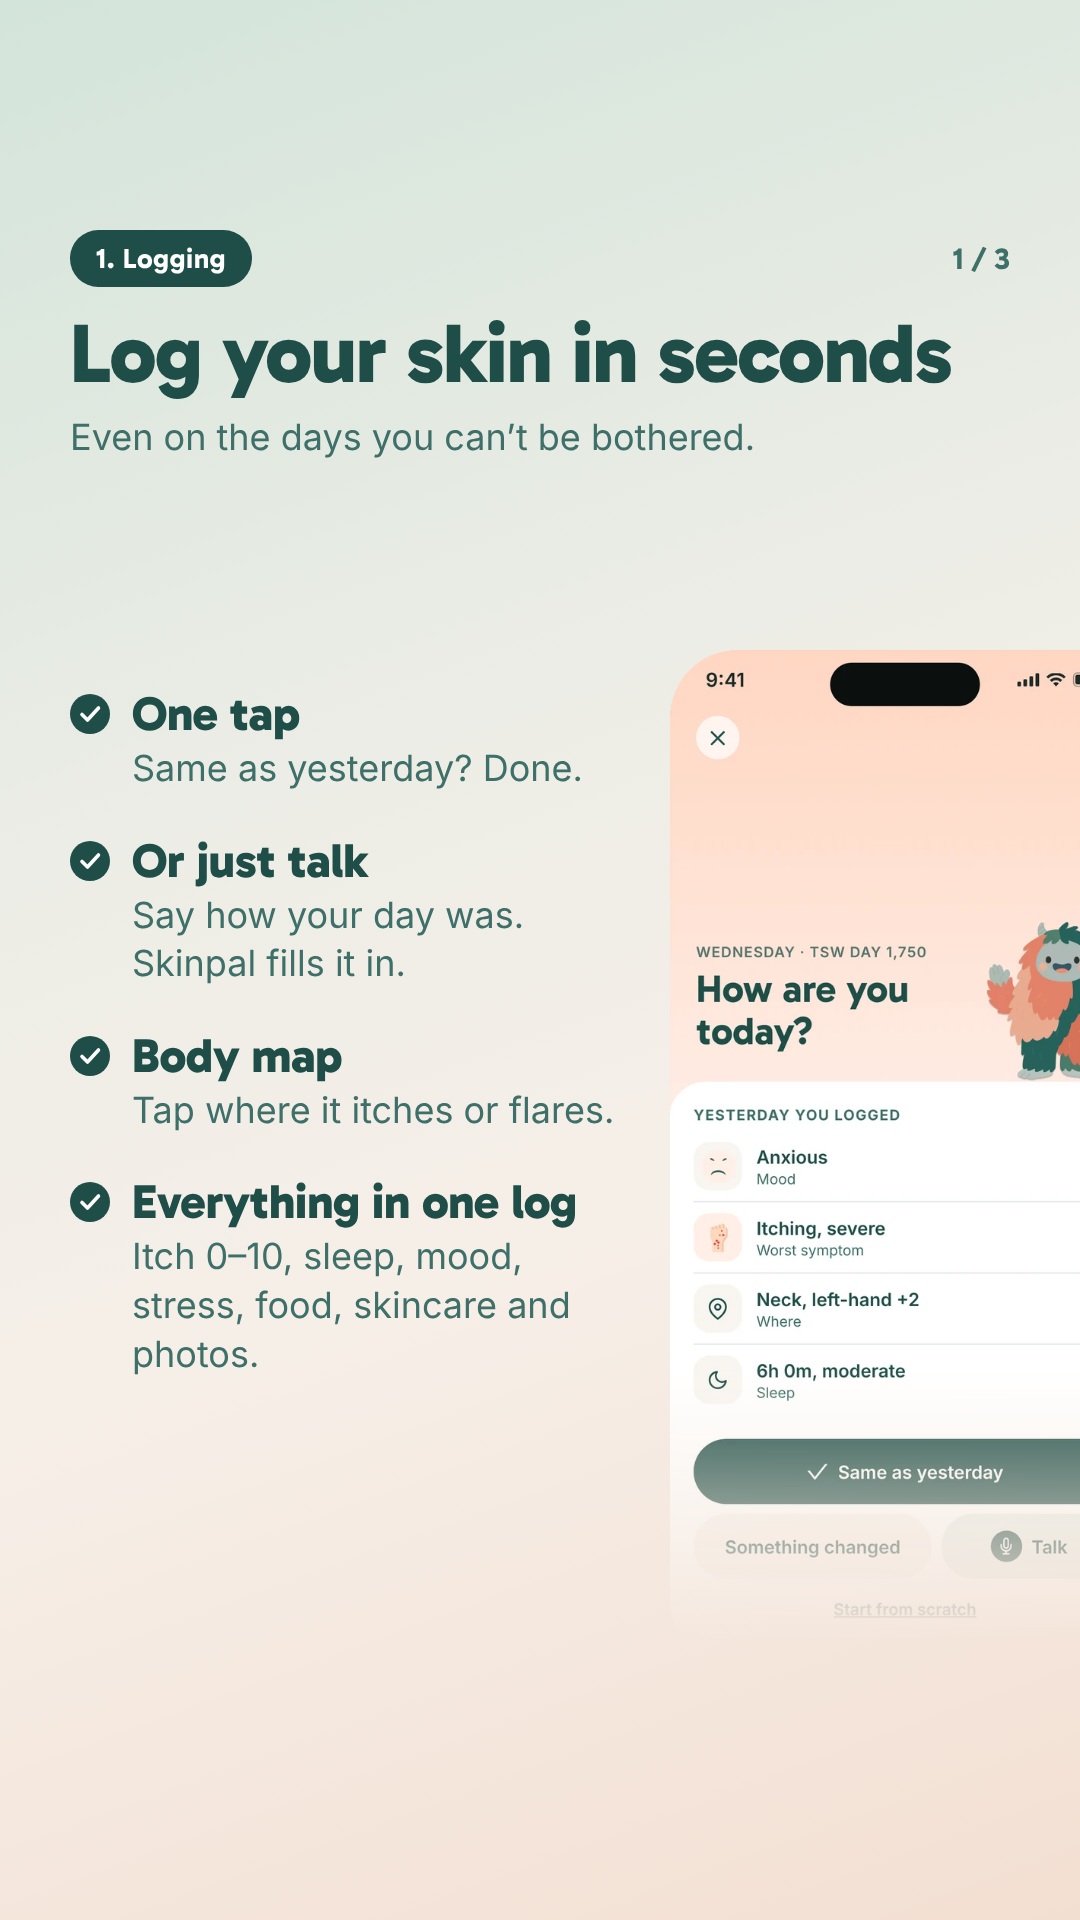 1. Logging
1 / 3
Log your skin in seconds
Even on the days you can’t be bothered.
One tap
Same as yesterday? Done.
Or just talk
Say how your day was.
Skinpal fills it in.
Body map
Tap where it itches or flares.
Everything in one log
Itch 0–10, sleep, mood,
stress, food, skincare and
photos.
9:41
WEDNESDAY · TSW DAY 1,750
How are you
today?
YESTERDAY YOU LOGGED
Anxious
Mood
Itching, severe
Worst symptom
Neck, left-hand +2
Where
6h 0m, moderate
Sleep
Same as yesterday
Something changed
Talk
Start from scratch